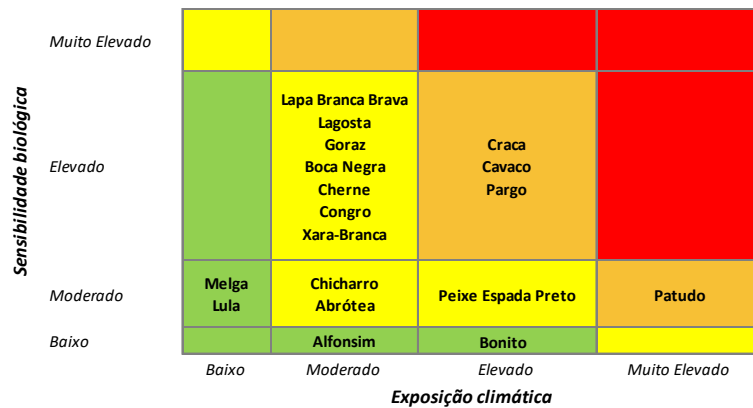 Sensibilidade biológica
Muito Elevado
Elevado
Lapa Branca Brava
Lagosta
Goraz
Boca Negra
Cherne
Congro
Xara-Branca
Craca
Cavaco
Pargo
Moderado
Melga
Lula
Chicharro
Abrótea
Peixe Espada Preto
Patudo
Baixo
Alfonsim
Bonito
Baixo
Moderado
Elevado
Muito Elevado
Exposição climática